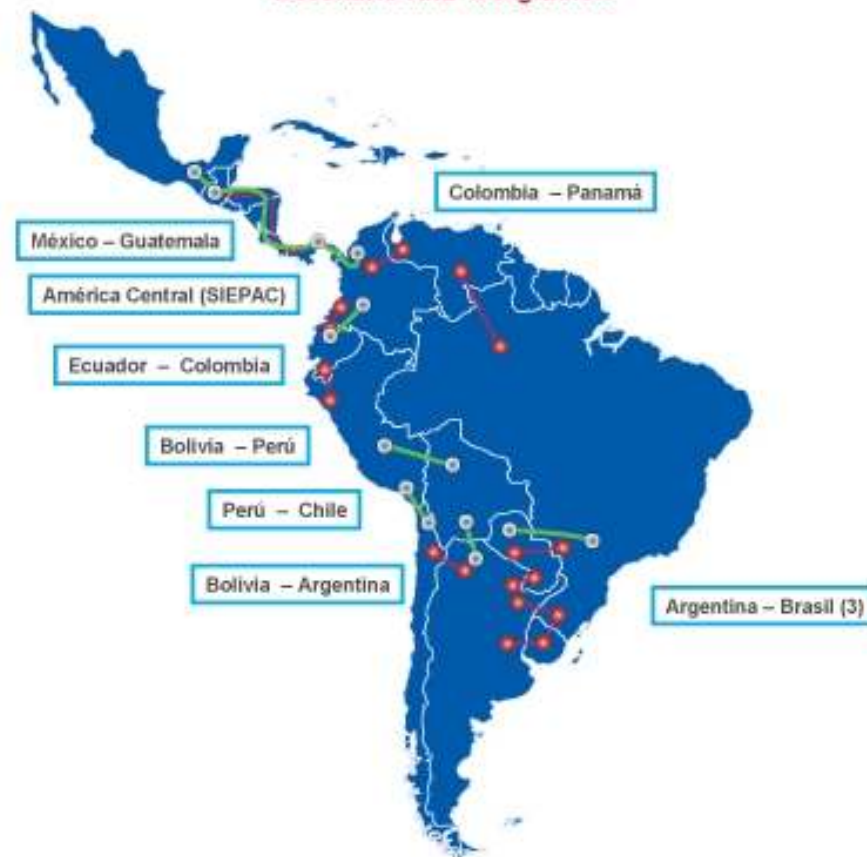 Colombia – Panamá
México – Guatemala
América Central (SIEPAC)
Ecuador – Colombia
Bolivia – Perú
Perú – Chile
Bolivia – Argentina
Argentina – Brasil (3)